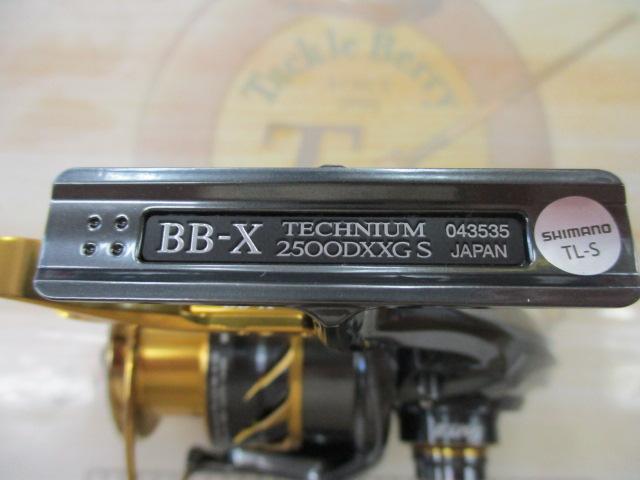 Tackle Berry
T
BB-X TECHNIUM 043535
2500DXXG S JAPAN
SHIMANO
TL-S